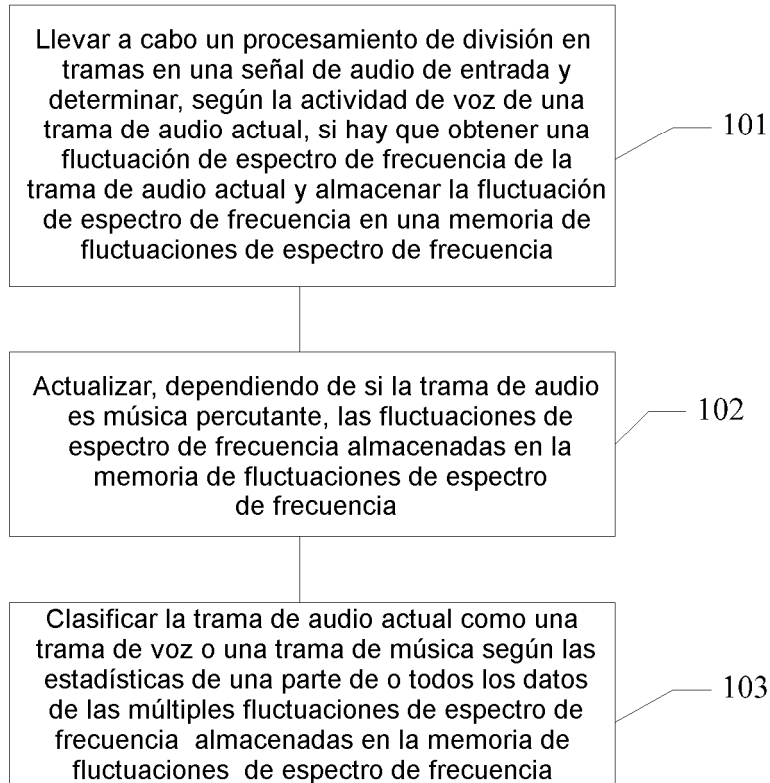 Llevar a cabo un procesamiento de división en
tramas en una señal de audio de entrada y
determinar, según la actividad de voz de una
trama de audio actual, si hay que obtener una
fluctuación de espectro de frecuencia de la
trama de audio actual y almacenar la fluctuación
de espectro de frecuencia en una memoria de
fluctuaciones de espectro de frecuencia
101
Actualizar, dependiendo de si la trama de audio
es música percutante, las fluctuaciones de
espectro de frecuencia almacenadas en la
memoria de fluctuaciones de espectro
de frecuencia
102
Clasificar la trama de audio actual como una
trama de voz o una trama de música según las
estadísticas de una parte de o todos los datos
de las múltiples fluctuaciones de espectro de
frecuencia almacenadas en la memoria de
fluctuaciones de espectro de frecuencia
103